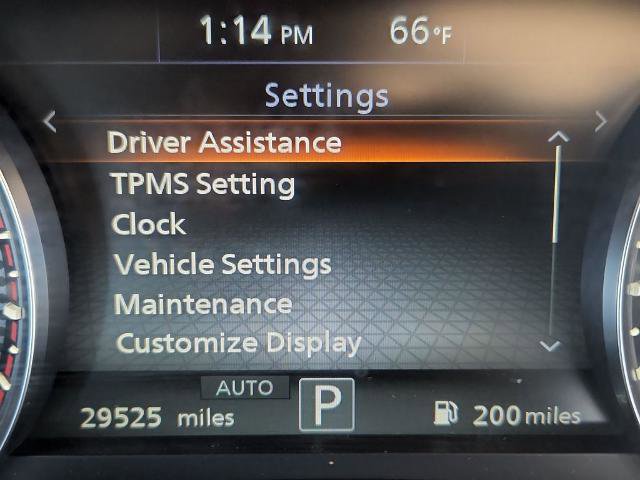 1:14 PM 66°F
Settings
Driver Assistance
TPMS Setting
Clock
Vehicle Settings
Maintenance
Customize Display
AUTO
29525 miles P 200 miles